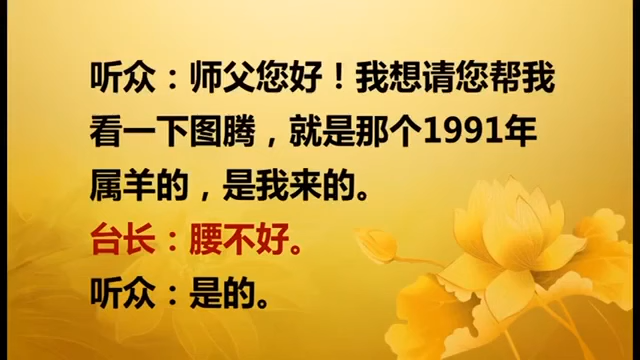 听众：师父您好！我想请您帮我
看一下图腾，就是那个1991年
属羊的，是我来的。
台长：腰不好。
听众：是的。